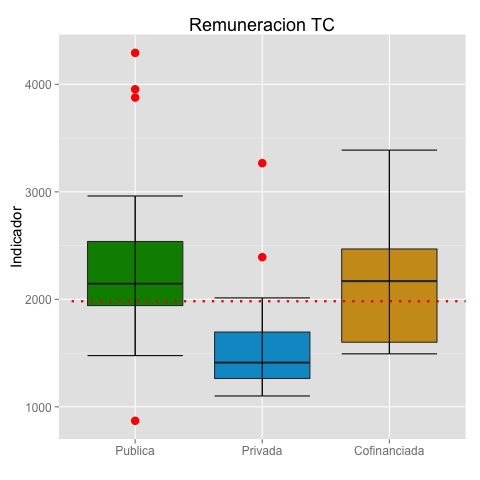 Remuneracion TC
Indicador
4000
3000
2000
1000
Publica
Privada
Cofinanciada